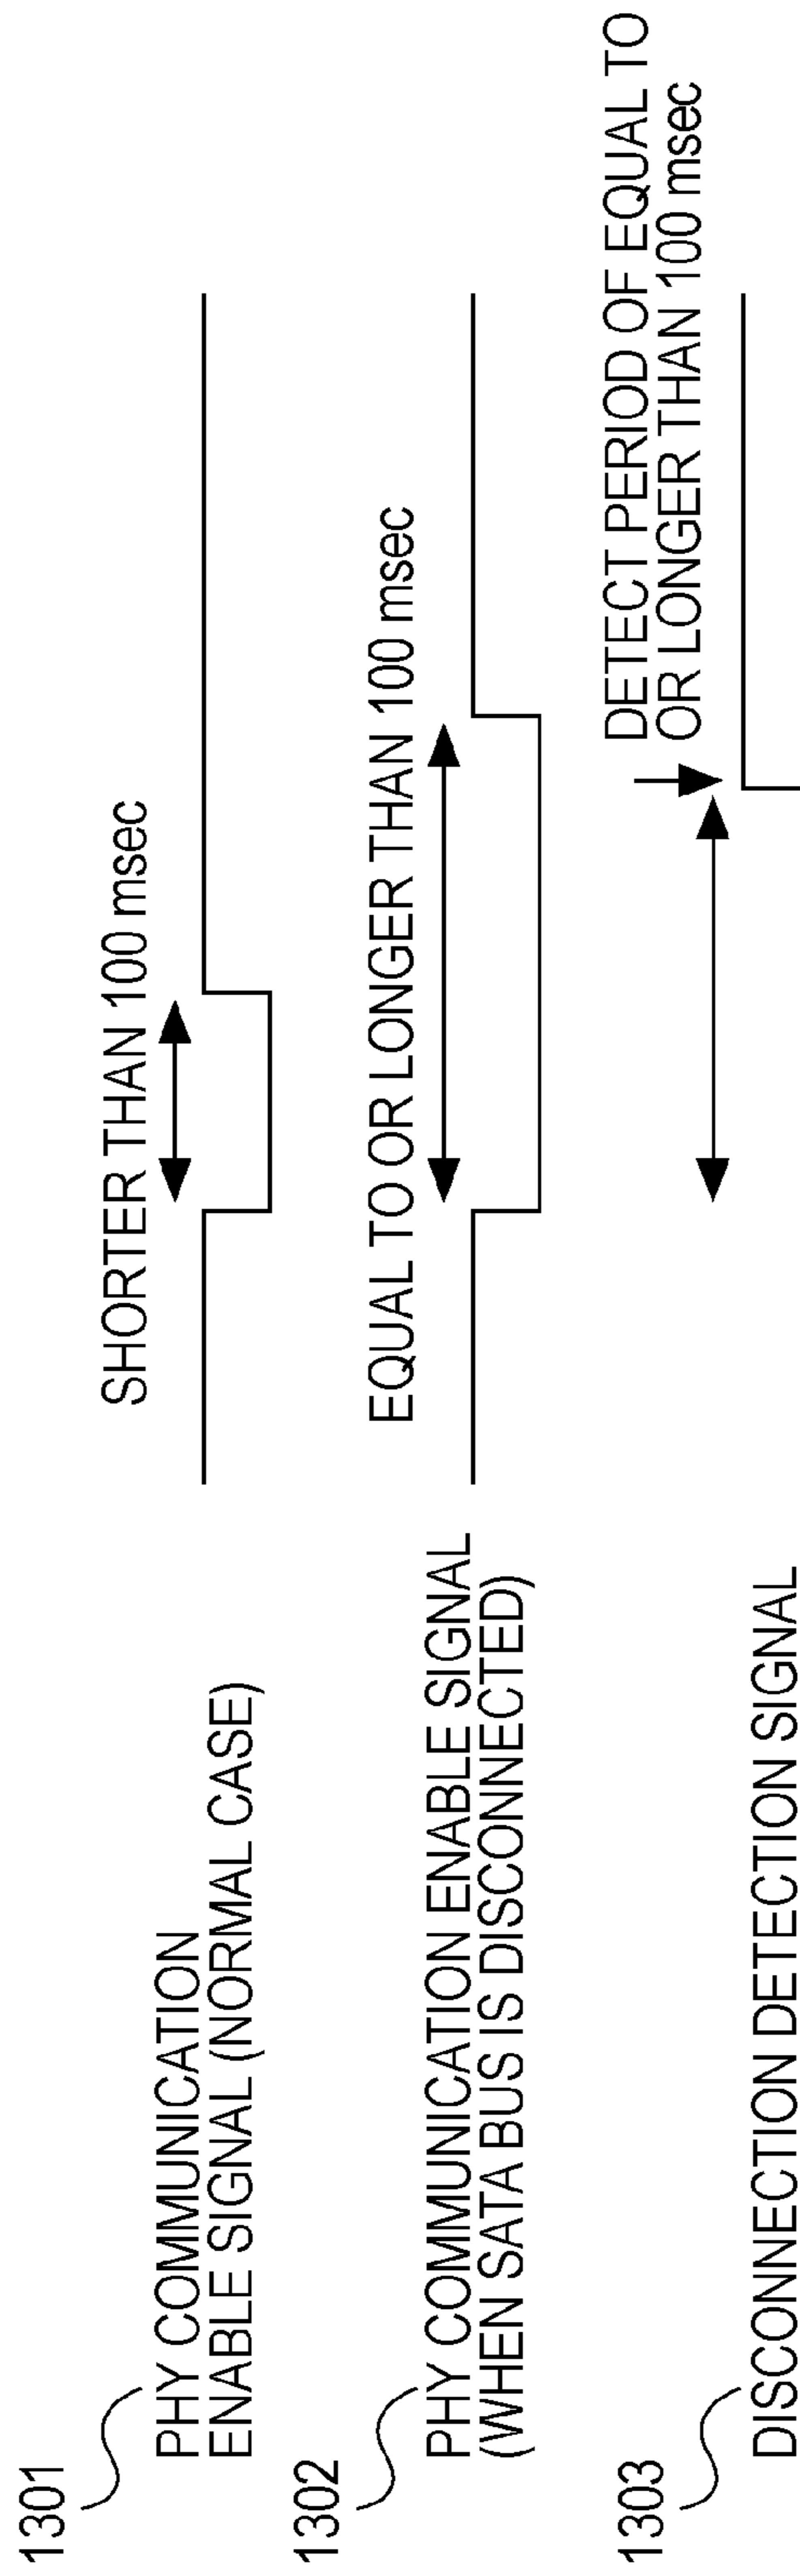 1301
PHY COMMUNICATION
ENABLE SIGNAL (NORMAL CASE)
SHORTER THAN 100 msec
1302
PHY COMMUNICATION ENABLE SIGNAL
(WHEN SATA BUS IS DISCONNECTED)
EQUAL TO OR LONGER THAN 100 msec
1303
DISCONNECTION DETECTION SIGNAL
DETECT PERIOD OF EQUAL TO
OR LONGER THAN 100 msec